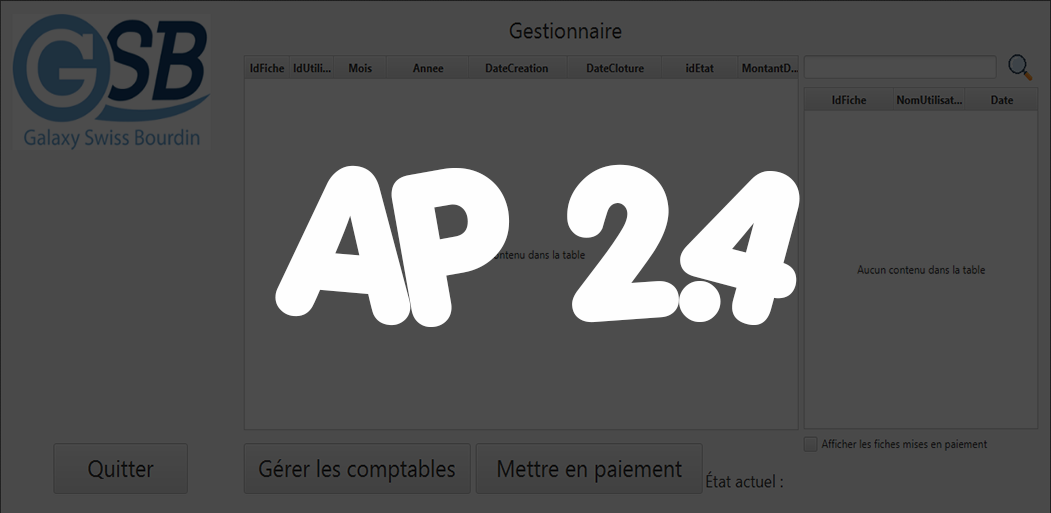 GSB
Galaxy Swiss Bourdin
Gestionnaire
IdFiche IdUtili... Mois Annee DateCreation DateCloture idEtat MontantD...
IdFiche NomUtilisat... Date
AP 2.4
contenu dans la table
Aucun contenu dans la table
Afficher les fiches mises en paiement
Quitter
Gérer les comptables
Mettre en paiement
État actuel :